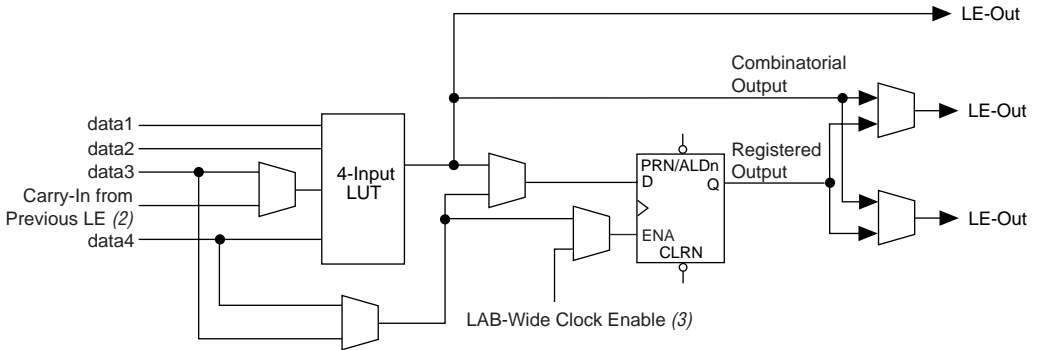 LE-Out
Combinatorial
Output
LE-Out
data1
data2
data3
Carry-In from
Previous LE (2)
data4
4-Input
LUT
PRN/ALDn
D
Q
ENA
CLRN
Registered
Output
LE-Out
LAB-Wide Clock Enable (3)